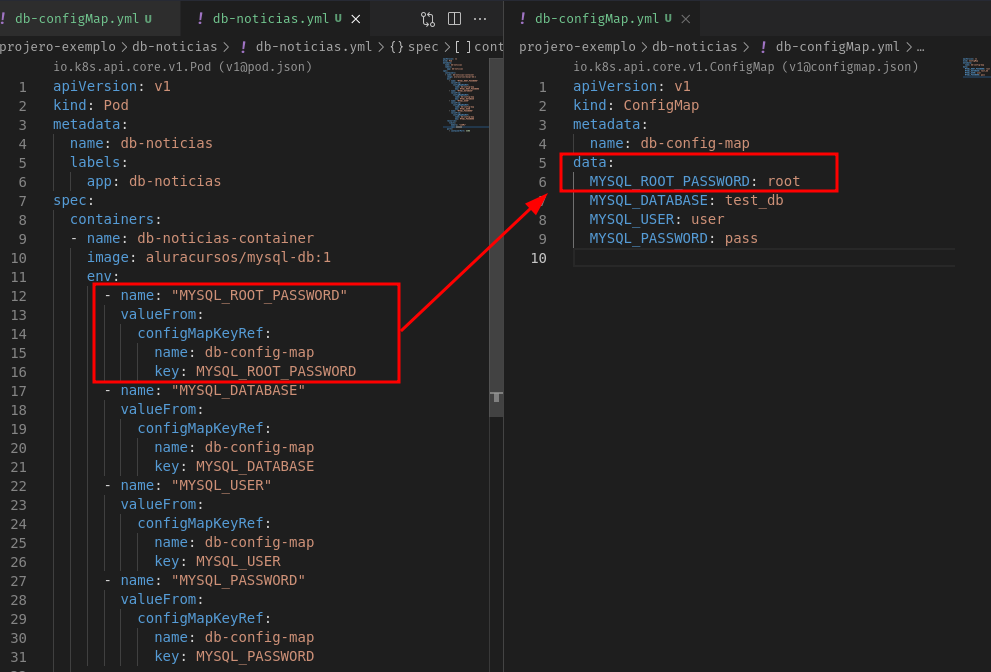 ! db-configMap.yml U
! db-noticias.yml U ×
projero-exemplo > db-noticias > ! db-noticias.yml > {} spec > [ ] cont
io.k8s.api.core.v1.Pod (v1@pod.json)
1 apiVersion: v1
2 kind: Pod
3 metadata:
4   name: db-noticias
5   labels:
6     app: db-noticias
7 spec:
8   containers:
9   - name: db-noticias-container
10     image: aluracursos/mysql-db:1
11     env:
12       - name: "MYSQL_ROOT_PASSWORD"
13         valueFrom:
14           configMapKeyRef:
15             name: db-config-map
16             key: MYSQL_ROOT_PASSWORD
17       - name: "MYSQL_DATABASE"
18         valueFrom:
19           configMapKeyRef:
20             name: db-config-map
21             key: MYSQL_DATABASE
22       - name: "MYSQL_USER"
23         valueFrom:
24           configMapKeyRef:
25             name: db-config-map
26             key: MYSQL_USER
27       - name: "MYSQL_PASSWORD"
28         valueFrom:
29           configMapKeyRef:
30             name: db-config-map
31             key: MYSQL_PASSWORD
! db-configMap.yml U ×
projero-exemplo > db-noticias > ! db-configMap.yml > …
io.k8s.api.core.v1.ConfigMap (v1@configmap.json)
1 apiVersion: v1
2 kind: ConfigMap
3 metadata:
4   name: db-config-map
5 data:
6   MYSQL_ROOT_PASSWORD: root
7   MYSQL_DATABASE: test_db
8   MYSQL_USER: user
9   MYSQL_PASSWORD: pass
10